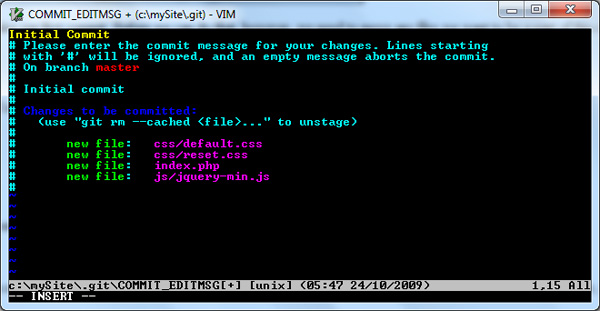 COMMIT_EDITMSG + (c:\mySite\.git) - VIM
Initial Commit
# Please enter the commit message for your changes. Lines starting
# with '#' will be ignored, and an empty message aborts the commit.
# On branch master
#
# Initial commit
#
# Changes to be committed:
#   (use "git rm --cached <file>..." to unstage)
#
#       new file:   css/default.css
#       new file:   css/reset.css
#       new file:   index.php
#       new file:   js/jquery-min.js
#
~
~
~
~
~
~
~
c:\mySite\.git\COMMIT_EDITMSG[+] [unix] (05:47 24/10/2009) 1,15 All
-- INSERT --